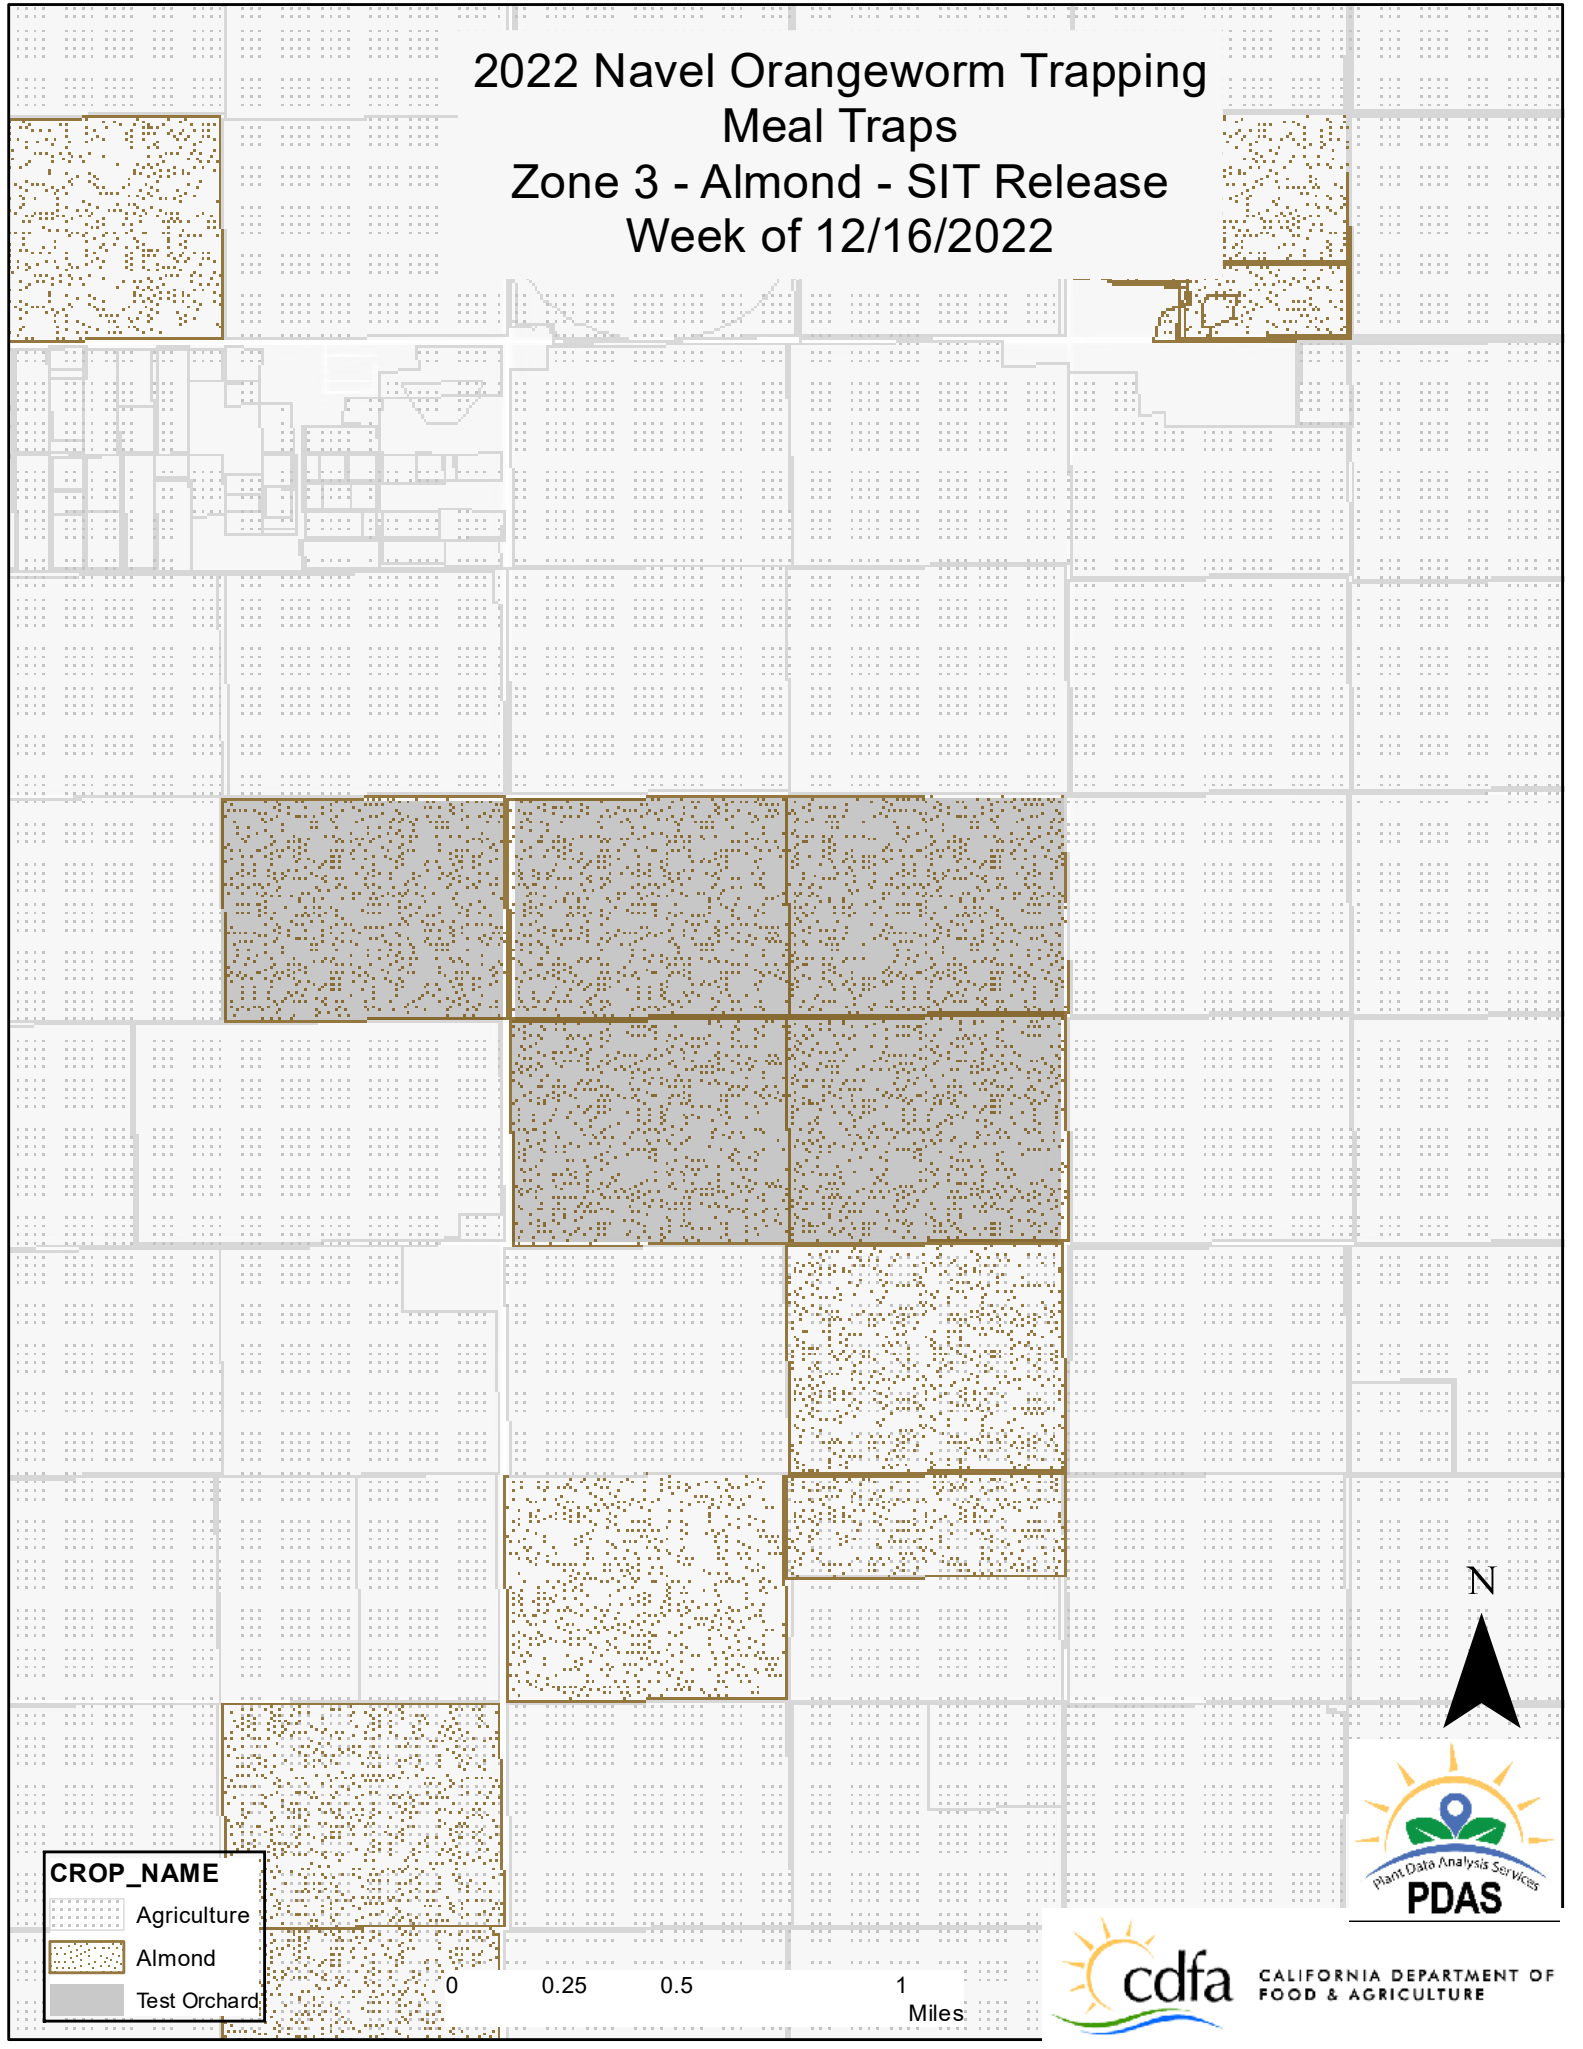 2022 Navel Orangeworm Trapping
Meal Traps
Zone 3 - Almond - SIT Release
Week of 12/16/2022
N
Plant Data Analysis Services
PDAS
CROP_NAME
Agriculture
Almond
Test Orchard
0 0.25 0.5 1
Miles
cdfa
CALIFORNIA DEPARTMENT OF
FOOD & AGRICULTURE